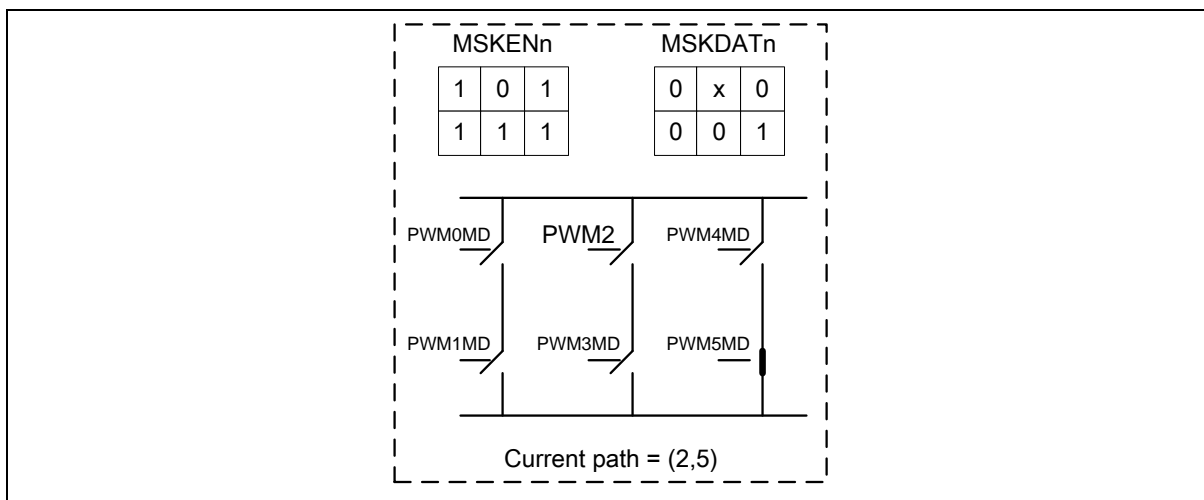 MSKENn MSKDATn
1 0 1 0 x 0
1 1 1 0 0 1
PWM0MD PWM2 PWM4MD
PWM1MD PWM3MD PWM5MD
Current path = (2,5)